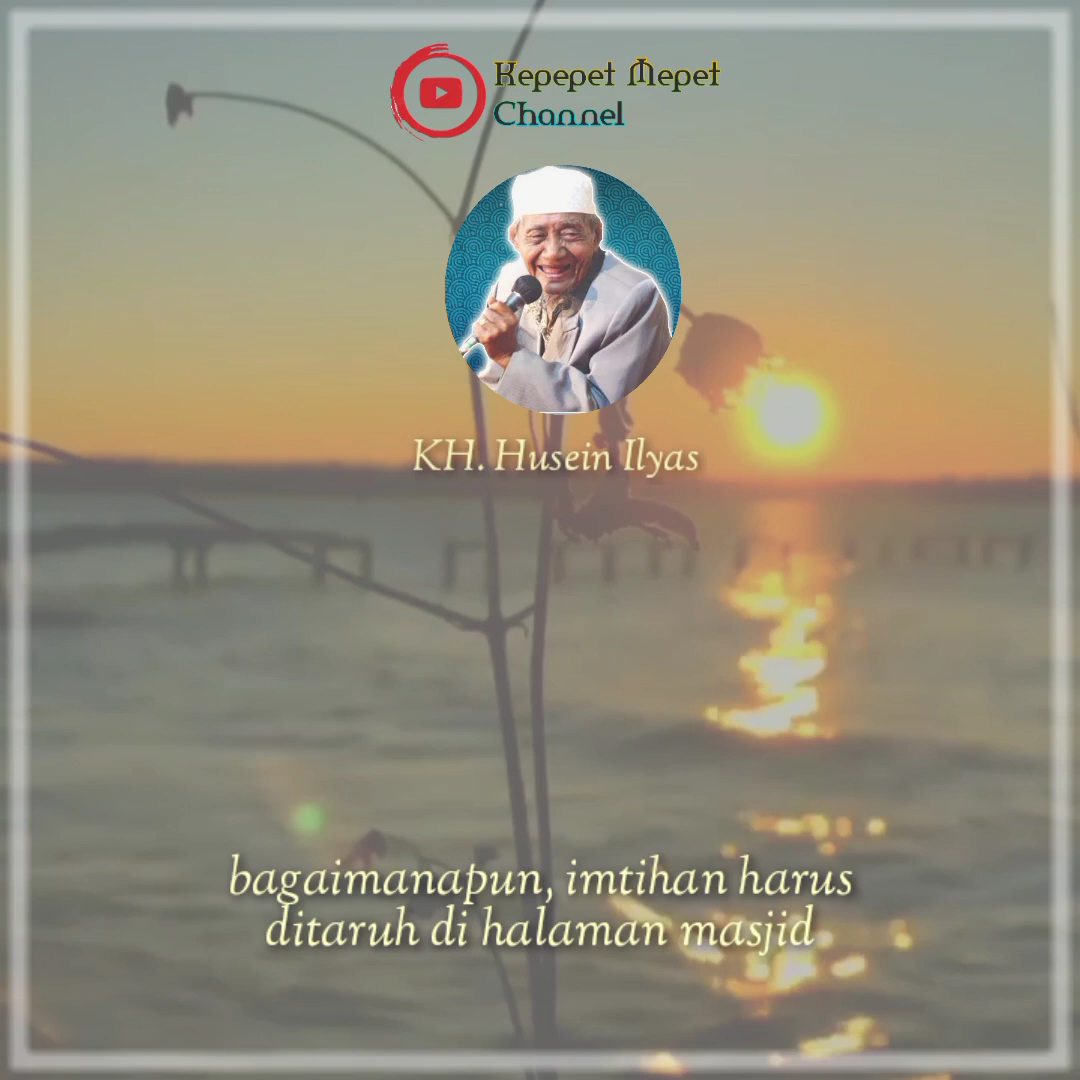 Kepepet Mepet
Channel
KH. Husein Ilyas
bagaimanapun, imtihan harus
ditaruh di halaman masjid